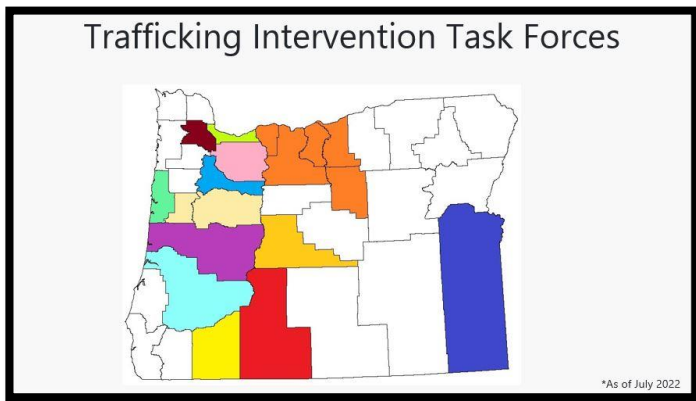 Trafficking Intervention Task Forces
*As of July 2022